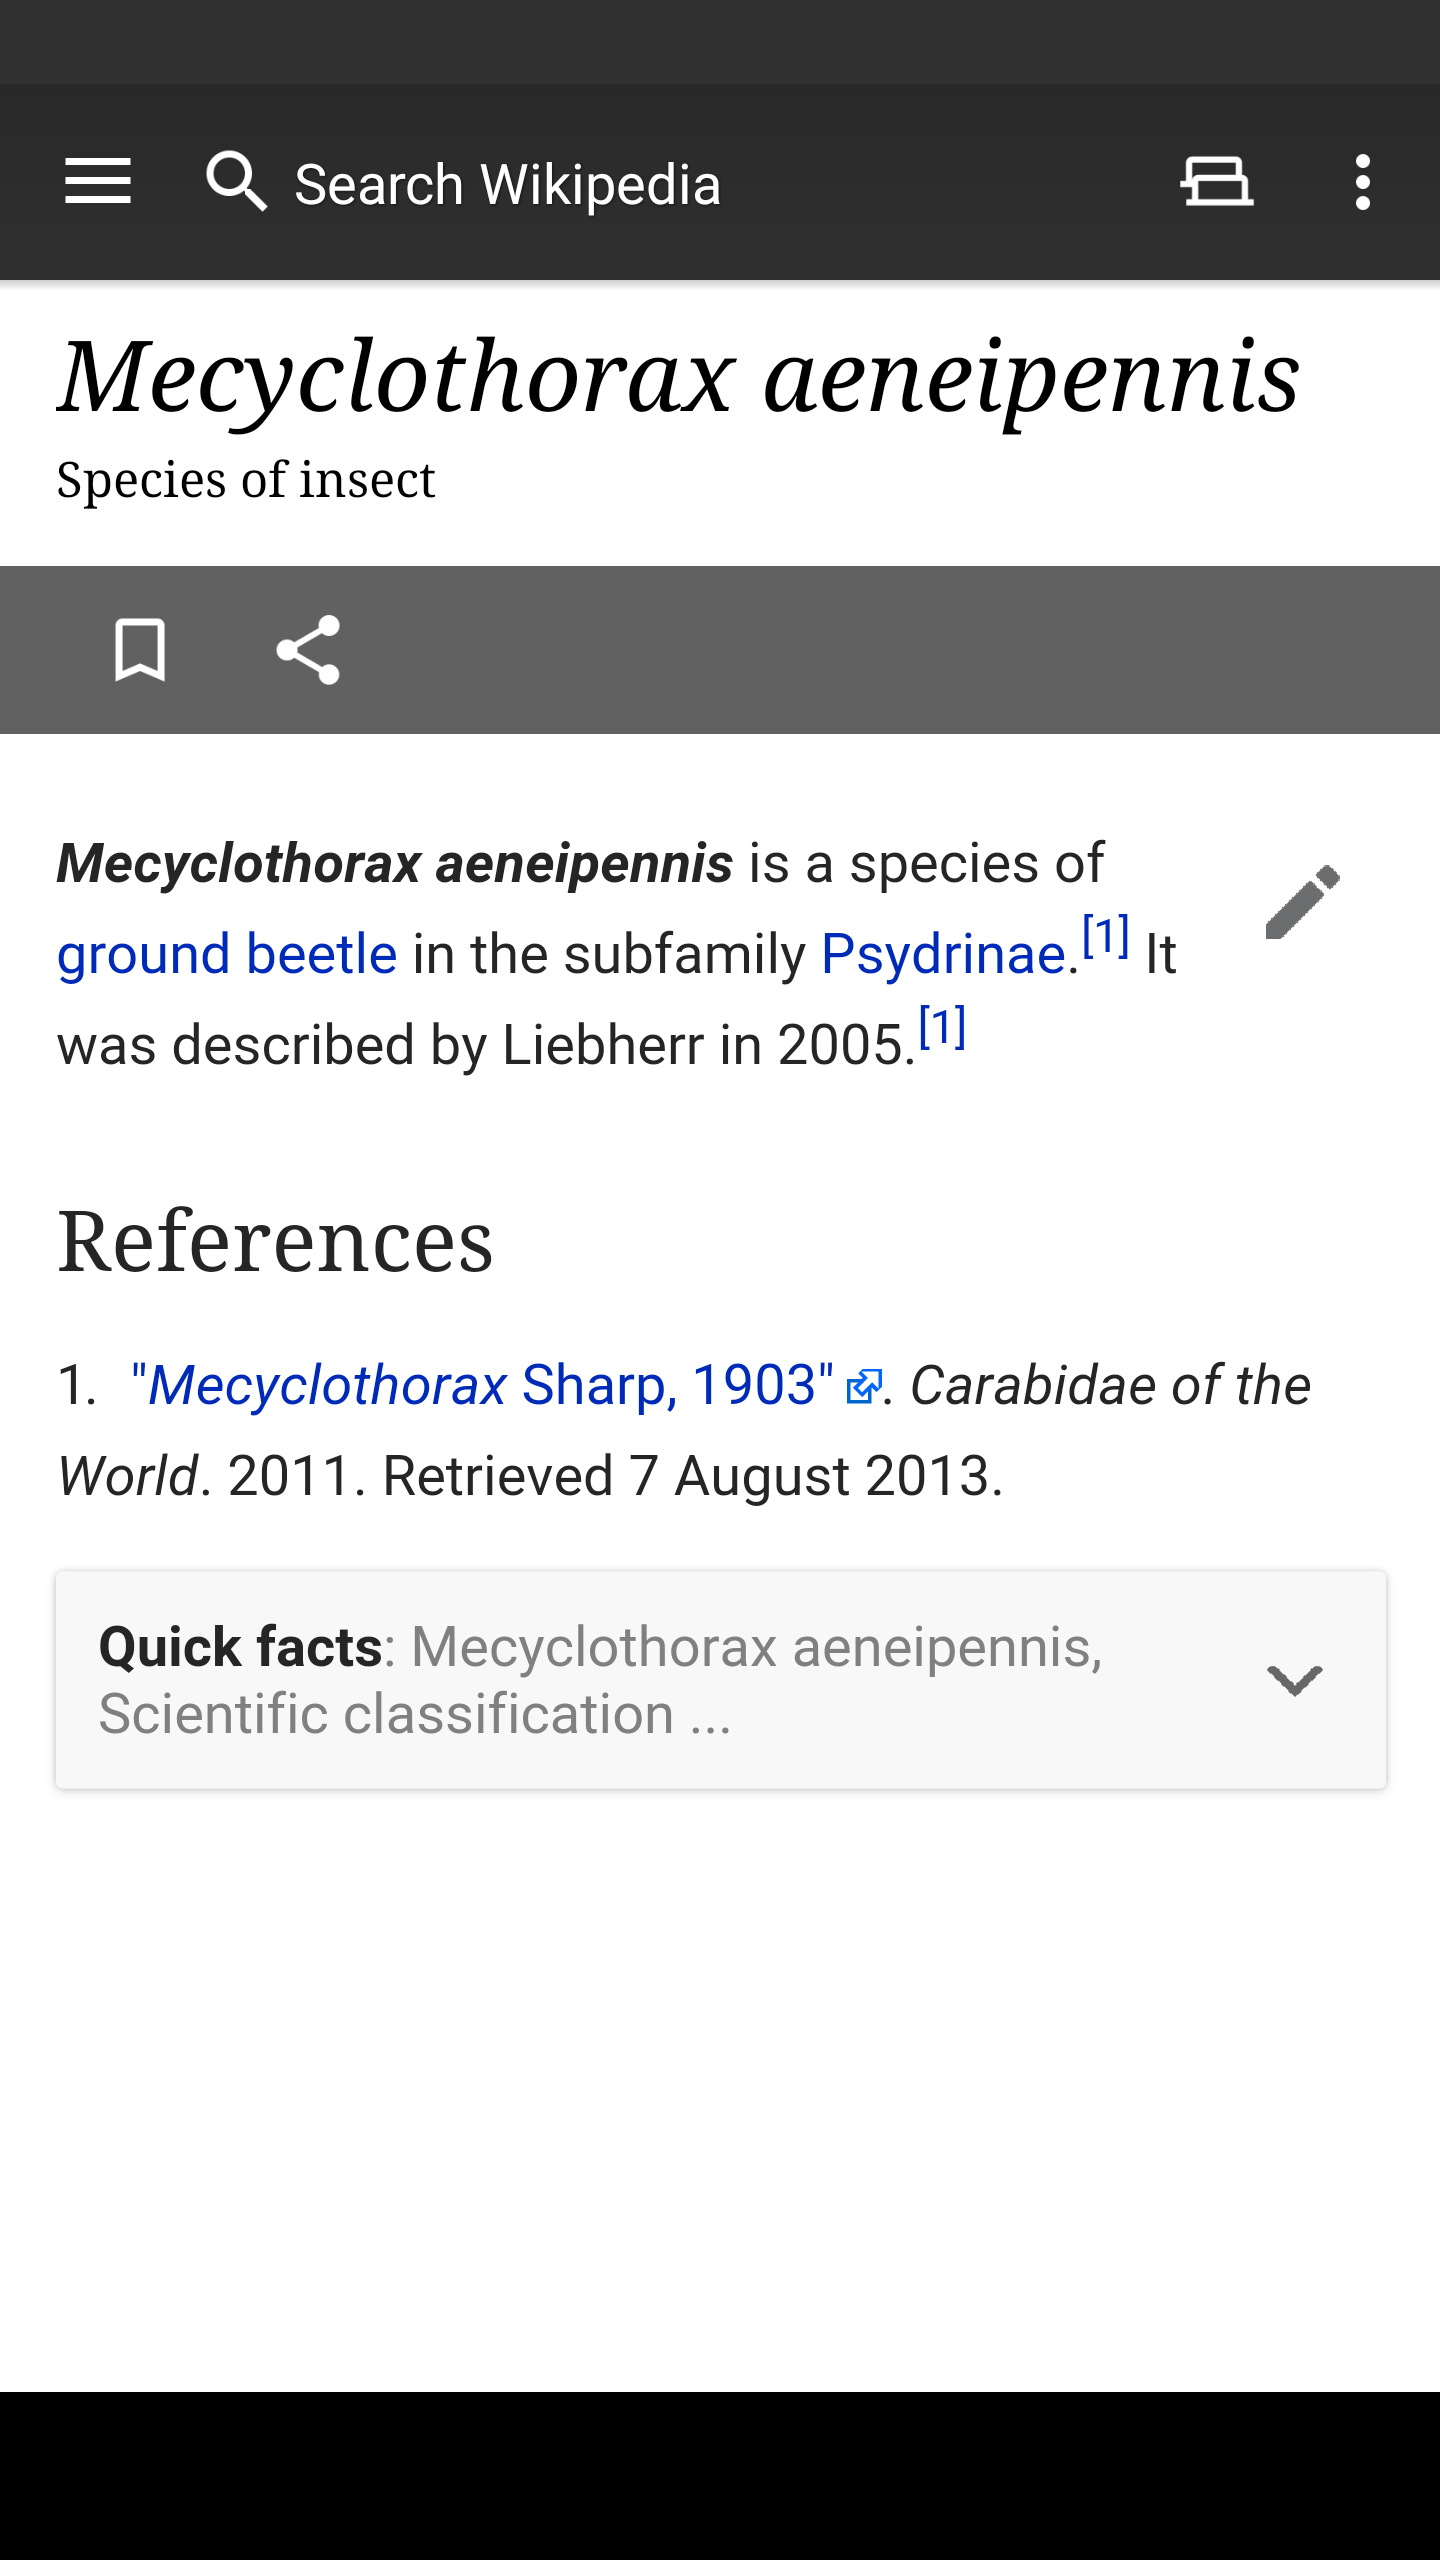 Search Wikipedia
Mecyclothorax aeneipennis
Species of insect
Mecyclothorax aeneipennis is a species of
ground beetle in the subfamily Psydrinae.[1] It
was described by Liebherr in 2005.[1]
References
1. "Mecyclothorax Sharp, 1903". Carabidae of the
World. 2011. Retrieved 7 August 2013.
Quick facts: Mecyclothorax aeneipennis,
Scientific classification ...